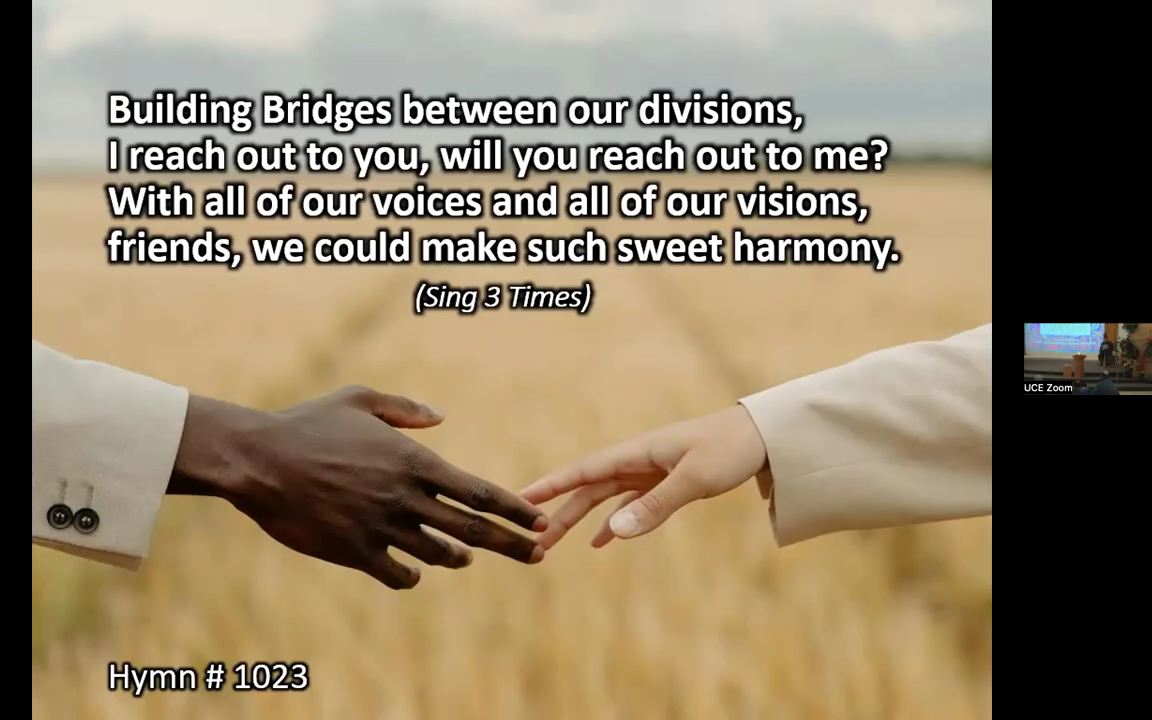 Building Bridges between our divisions,
I reach out to you, will you reach out to me?
With all of our voices and all of our visions,
friends, we could make such sweet harmony.
(Sing 3 Times)
Hymn # 1023
UCE Zoom